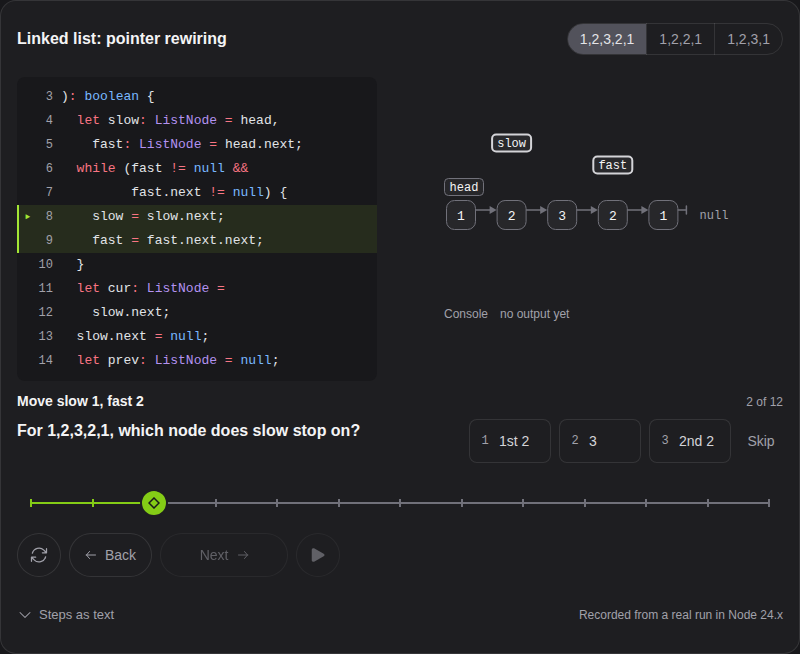 Linked list: pointer rewiring
1,2,3,2,1
1,2,2,1
1,2,3,1
3 ): boolean {
4 let slow: ListNode = head,
5 fast: ListNode = head.next;
6 while (fast != null &&
7 fast.next != null) {
8 slow = slow.next;
9 fast = fast.next.next;
10 }
11 let cur: ListNode =
12 slow.next;
13 slow.next = null;
14 let prev: ListNode = null;
slow
fast
head
1 2 3 2 1 null
Console no output yet
Move slow 1, fast 2
2 of 12
For 1,2,3,2,1, which node does slow stop on?
1 1st 2
2 3
3 2nd 2
Skip
Back
Next
Steps as text
Recorded from a real run in Node 24.x